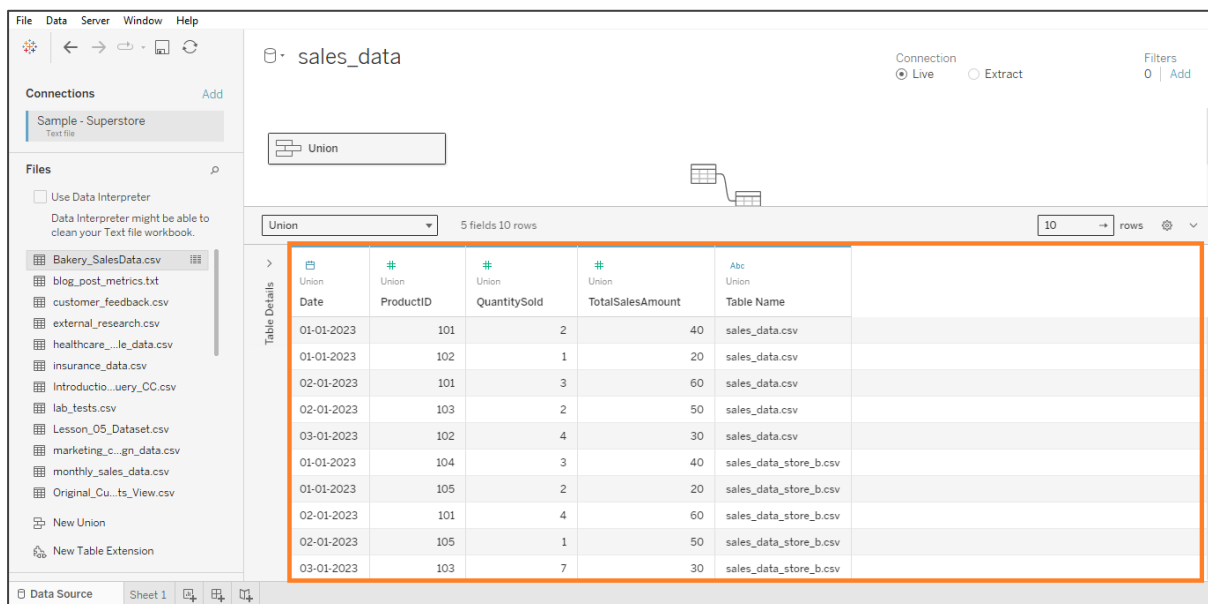 File Data Server Window Help
sales_data
Connection
Live Extract
Filters
0 Add
Connections Add
Sample - Superstore
Text file
Union
Files
Use Data Interpreter
Data Interpreter might be able to
clean your Text file workbook.
Bakery_SalesData.csv
blog_post_metrics.txt
customer_feedback.csv
external_research.csv
healthcare_...le_data.csv
insurance_data.csv
Introductio...uery_CC.csv
lab_tests.csv
Lesson_05_Dataset.csv
marketing_c...gn_data.csv
monthly_sales_data.csv
Original_Cu...ts_View.csv
New Union
New Table Extension
Union 5 fields 10 rows 10 → rows
Table Details
# # # Abc
Union Union Union Union Union
Date ProductID QuantitySold TotalSalesAmount Table Name
01-01-2023 101 2 40 sales_data.csv
01-01-2023 102 1 20 sales_data.csv
02-01-2023 101 3 60 sales_data.csv
02-01-2023 103 2 50 sales_data.csv
03-01-2023 102 4 30 sales_data.csv
01-01-2023 104 3 40 sales_data_store_b.csv
01-01-2023 105 2 20 sales_data_store_b.csv
02-01-2023 101 4 60 sales_data_store_b.csv
02-01-2023 105 1 50 sales_data_store_b.csv
03-01-2023 103 7 30 sales_data_store_b.csv
Data Source Sheet 1